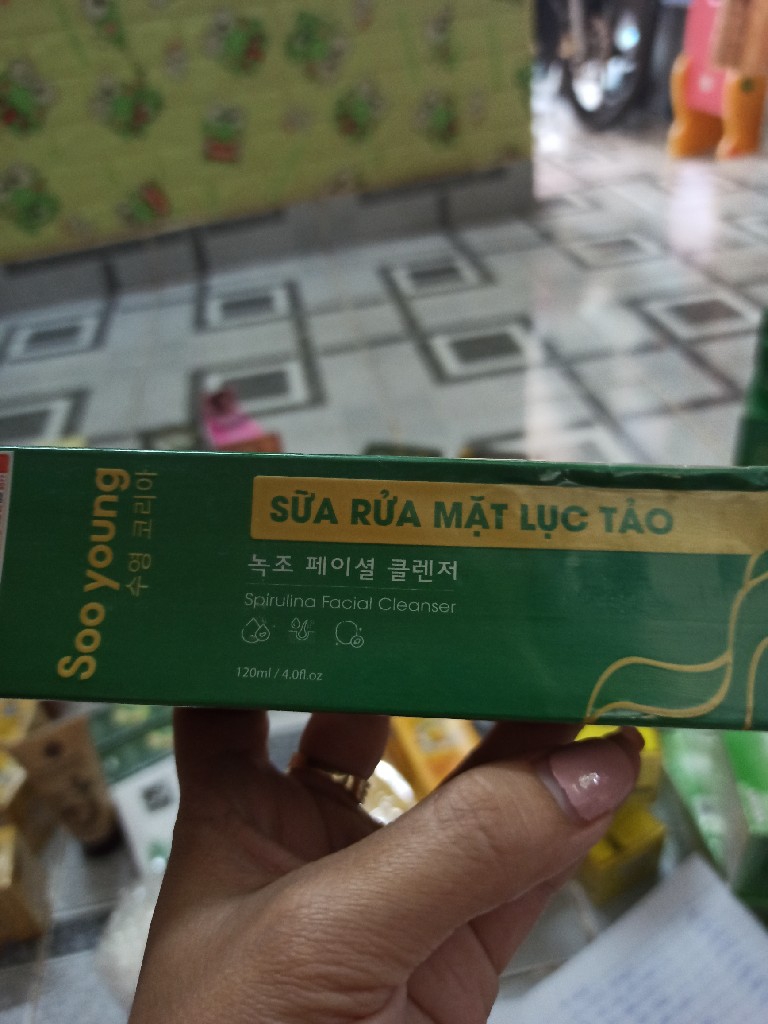 Soo young
수영 코리아
SỮA RỬA MẶT LỤC TẢO
녹조 페이셜 클렌저
Spirulina Facial Cleanser
120ml / 4.0fl.oz